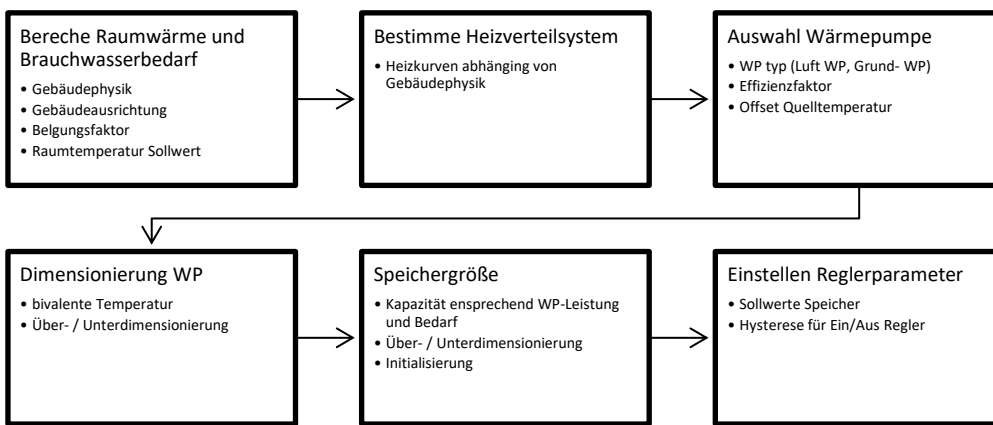 Bereche Raumwärme und
Brauchwasserbedarf
• Gebäudephysik
• Gebäudeausrichtung
• Belgungsfaktor
• Raumtemperatur Sollwert
Bestimme Heizverteilsystem
• Heizkurven abhänging von
Gebäudephysik
Auswahl Wärmepumpe
• WP typ (Luft WP, Grund- WP)
• Effizienzfaktor
• Offset Quelltemperatur
Dimensionierung WP
• bivalente Temperatur
• Über- / Unterdimensionierung
Speichergröße
• Kapazität ensprechend WP-Leistung
und Bedarf
• Über- / Unterdimensionierung
• Initialisierung
Einstellen Reglerparameter
• Sollwerte Speicher
• Hysterese für Ein/Aus Regler